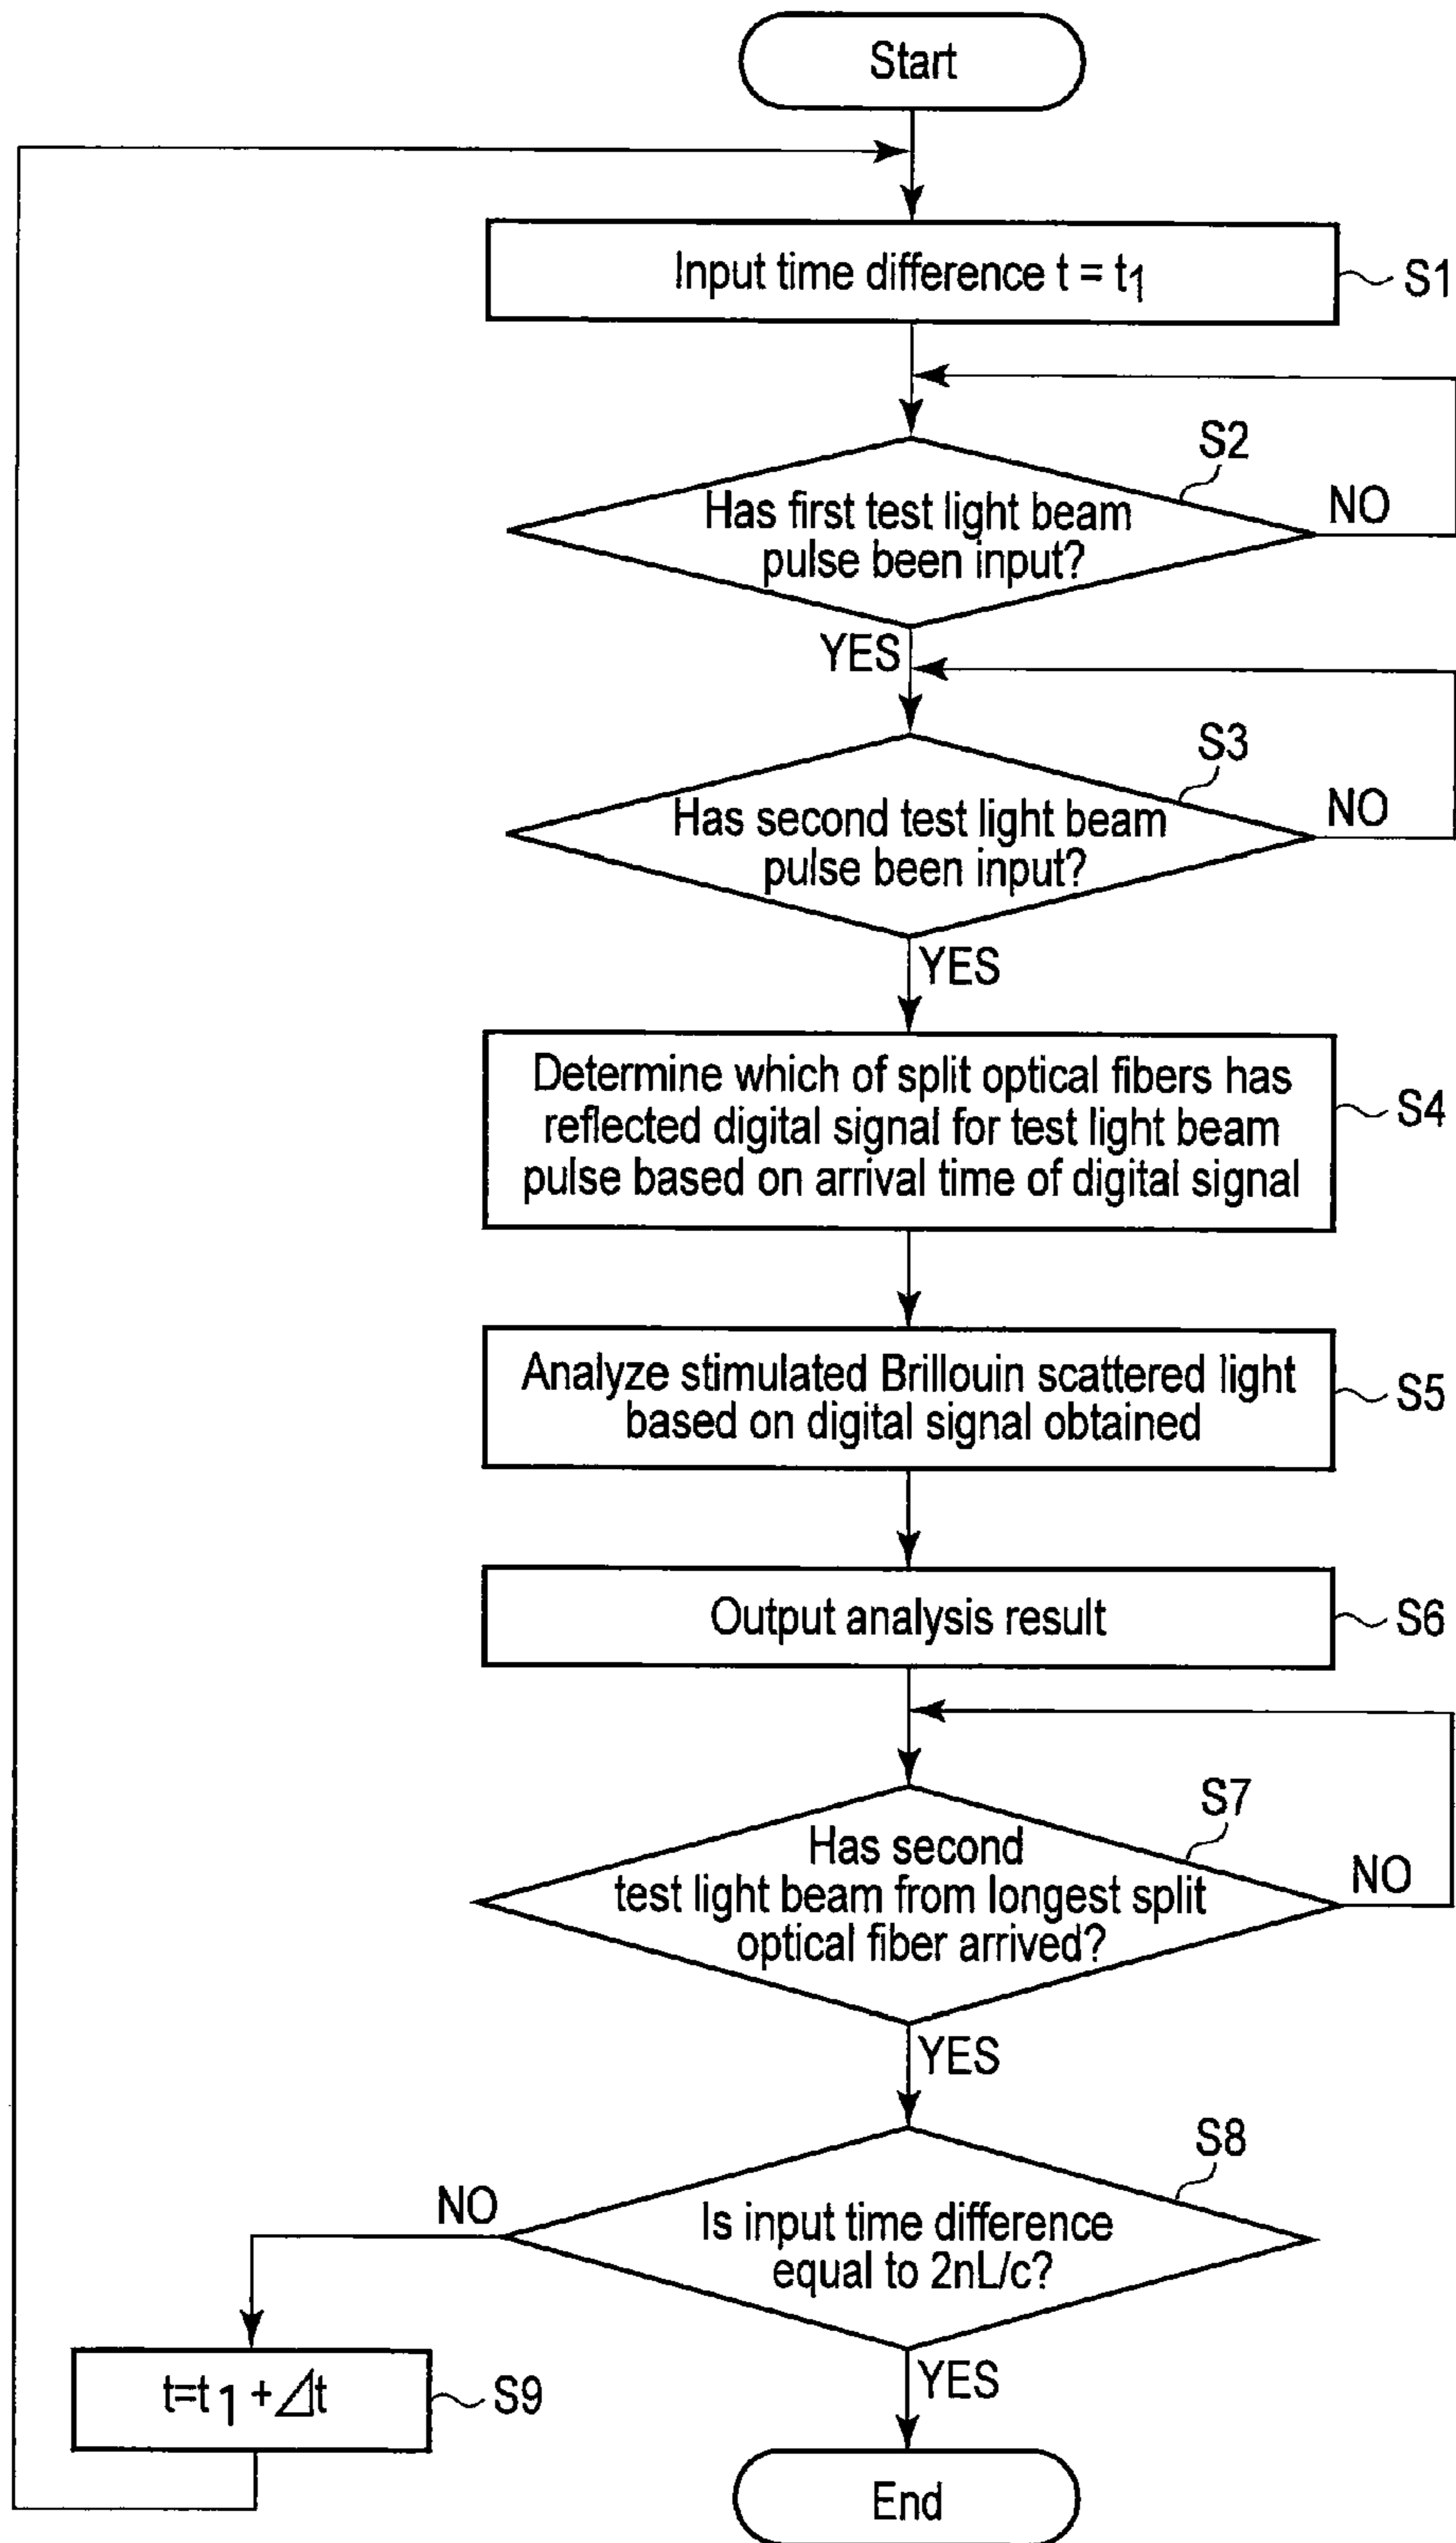 Start
Input time difference t = t1
S1
S2
Has first test light beam
pulse been input?
NO
YES
S3
Has second test light beam
pulse been input?
NO
YES
Determine which of split optical fibers has
reflected digital signal for test light beam
pulse based on arrival time of digital signal
S4
Analyze stimulated Brillouin scattered light
based on digital signal obtained
S5
Output analysis result
S6
S7
Has second
test light beam from longest split
optical fiber arrived?
NO
YES
S8
Is input time difference
equal to 2nL/c?
NO
YES
t=t1+Δt
S9
End